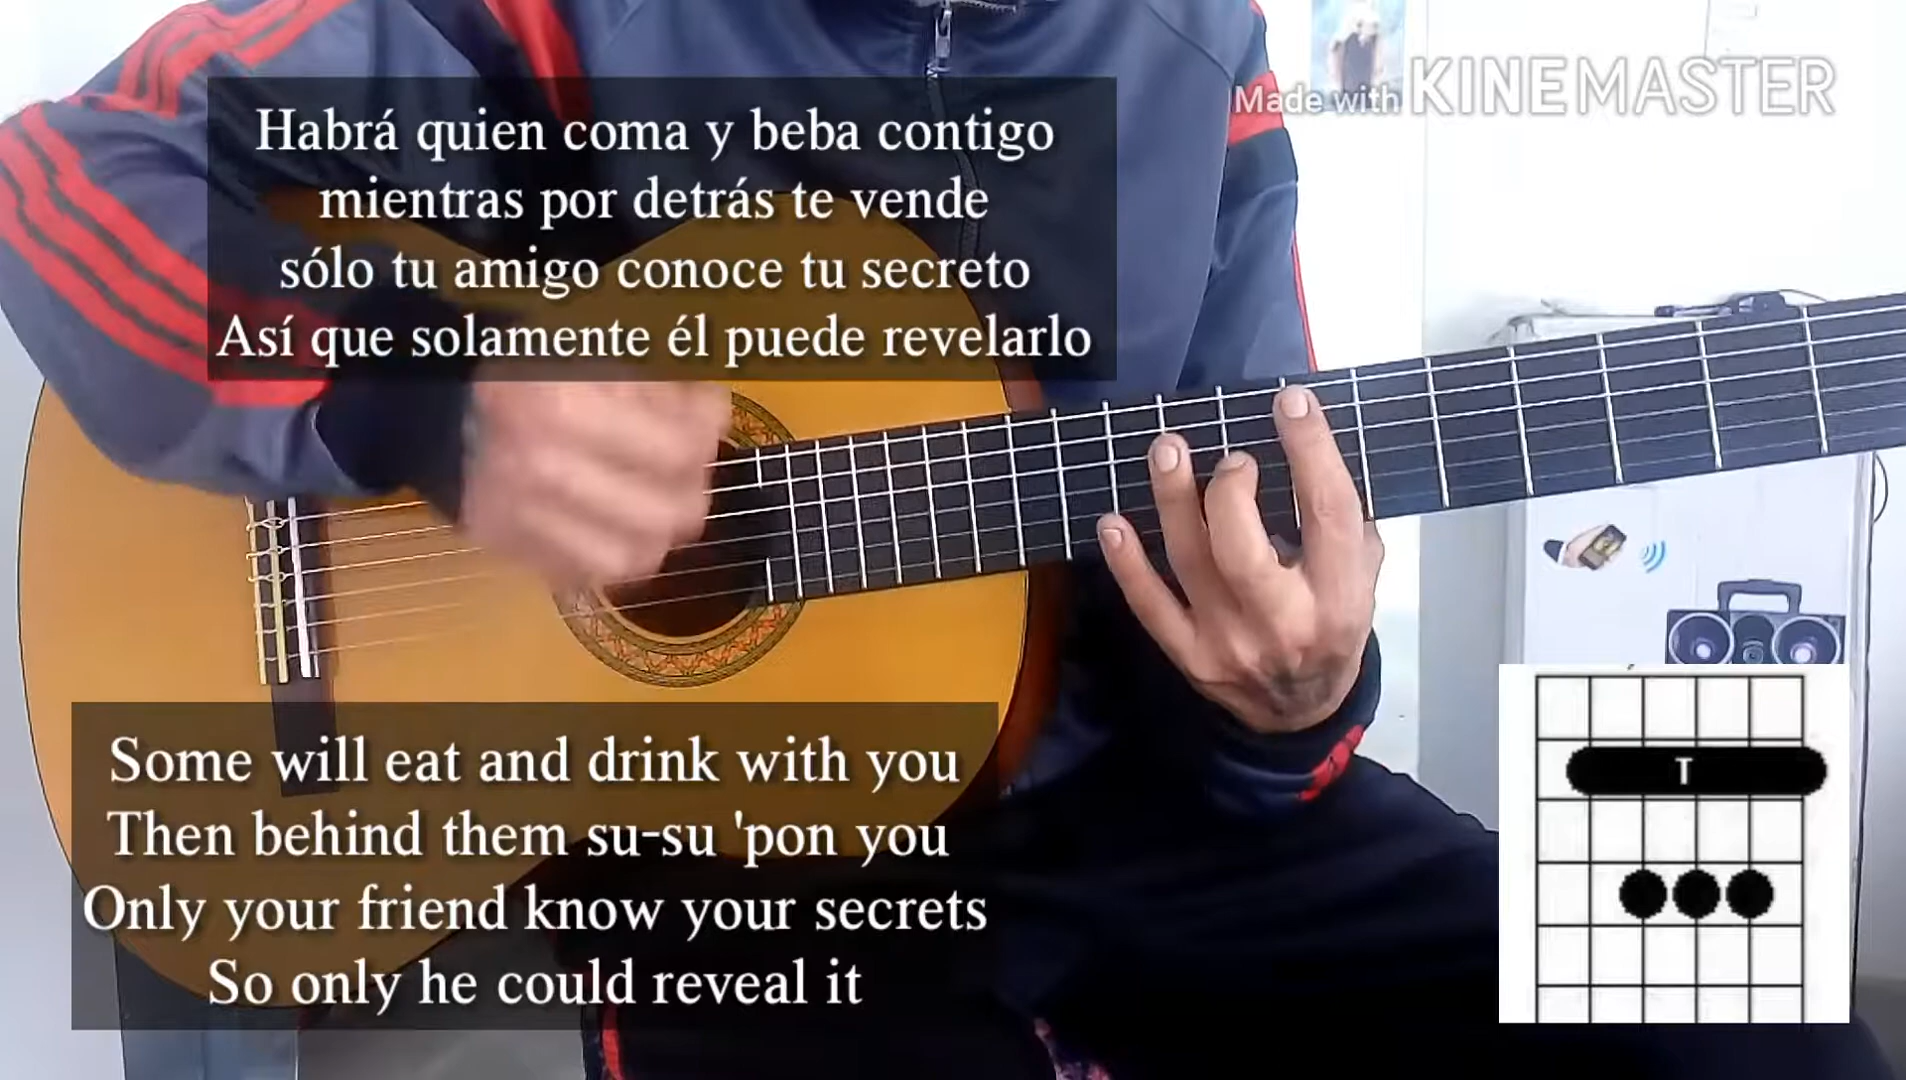 Made with KINEMASTER
Habrá quien coma y beba contigo
mientras por detrás te vende
sólo tu amigo conoce tu secreto
Así que solamente él puede revelarlo
Some will eat and drink with you
Then behind them su-su 'pon you
Only your friend know your secrets
So only he could reveal it
T